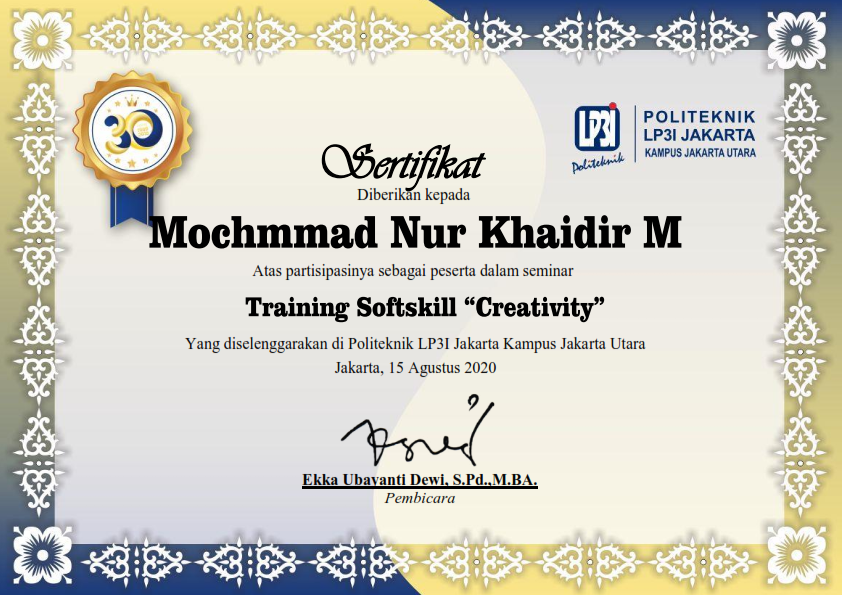 30
LP3I
Politeknik
POLITEKNIK
LP3I JAKARTA
KAMPUS JAKARTA UTARA
Sertifikat
Diberikan kepada
Mochmmad Nur Khaidir M
Atas partisipasinya sebagai peserta dalam seminar
Training Softskill “Creativity”
Yang diselenggarakan di Politeknik LP3I Jakarta Kampus Jakarta Utara
Jakarta, 15 Agustus 2020
Ekka Ubayanti Dewi, S.Pd.,M.BA.
Pembicara